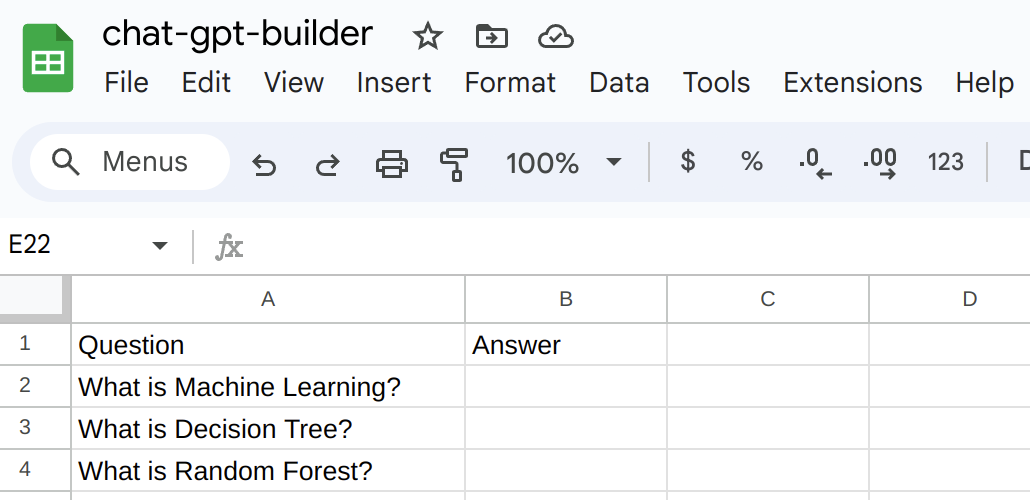 chat-gpt-builder
File Edit View Insert Format Data Tools Extensions Help
Menus 100% $ % .0 .00 123
E22 fx
A B C D
1 Question Answer
2 What is Machine Learning?
3 What is Decision Tree?
4 What is Random Forest?